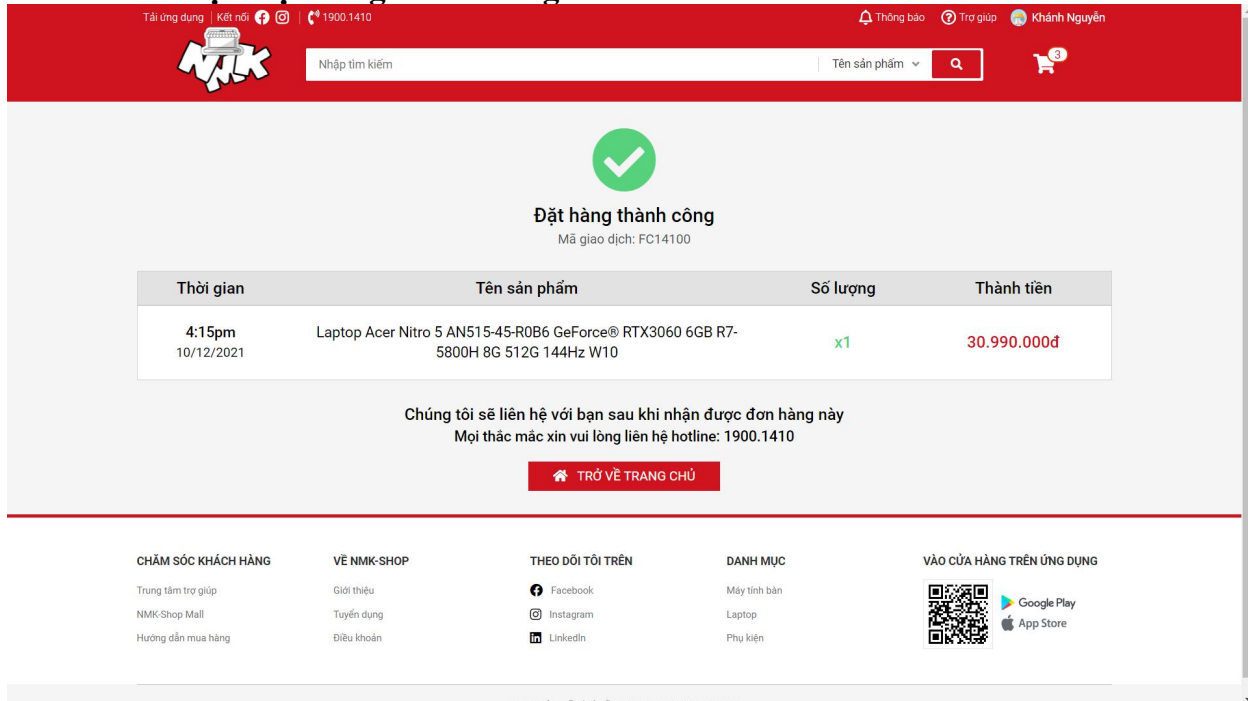 Tải ứng dụng Kết nối 1900.1410 Thông báo Trợ giúp Khánh Nguyễn
NMK
Nhập tìm kiếm Tên sản phẩm 3
Đặt hàng thành công
Mã giao dịch: FC14100
Thời gian Tên sản phẩm Số lượng Thành tiền
4:15pm Laptop Acer Nitro 5 AN515-45-R0B6 GeForce® RTX3060 6GB R7-
10/12/2021 5800H 8G 512G 144Hz W10 x1 30.990.000đ
Chúng tôi sẽ liên hệ với bạn sau khi nhận được đơn hàng này
Mọi thắc mắc xin vui lòng liên hệ hotline: 1900.1410
TRỞ VỀ TRANG CHỦ
CHĂM SÓC KHÁCH HÀNG VỀ NMK-SHOP THEO DÕI TÔI TRÊN DANH MỤC VÀO CỬA HÀNG TRÊN ỨNG DỤNG
Trung tâm trợ giúp Giới thiệu Facebook Máy tính bàn Google Play
NMK-Shop Mall Tuyển dụng Instagram Laptop App Store
Hướng dẫn mua hàng Điều khoản LinkedIn Phụ kiện